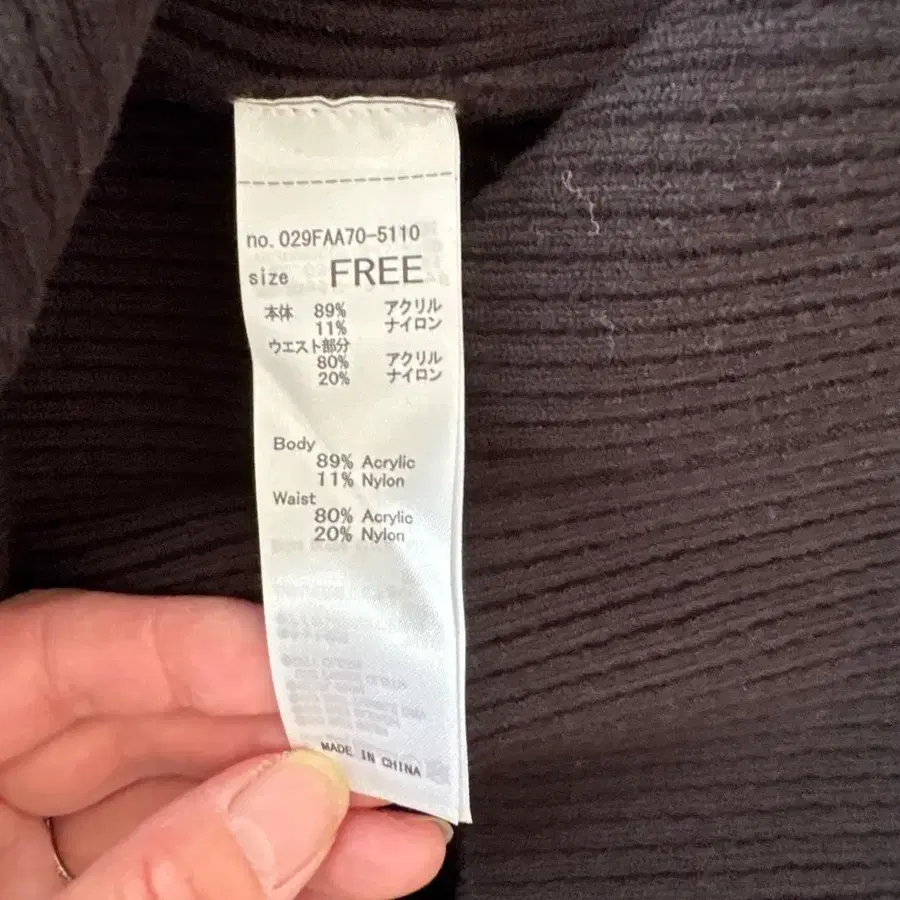 no.029FAA70-5110
size FREE
本体 89% アクリル
11% ナイロン
ウエスト部分
80% アクリル
20% ナイロン
Body
89% Acrylic
11% Nylon
Waist
80% Acrylic
20% Nylon
MADE IN CHINA